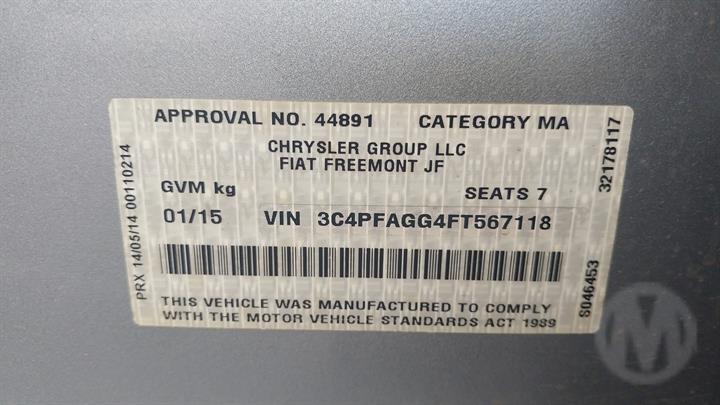 APPROVAL NO. 44891 CATEGORY MA
CHRYSLER GROUP LLC
FIAT FREEMONT JF
GVM kg SEATS 7
01/15 VIN 3C4PFAGG4FT567118
THIS VEHICLE WAS MANUFACTURED TO COMPLY
WITH THE MOTOR VEHICLE STANDARDS ACT 1989
PRX 14/05/14 00110214
32178117
S046453
M